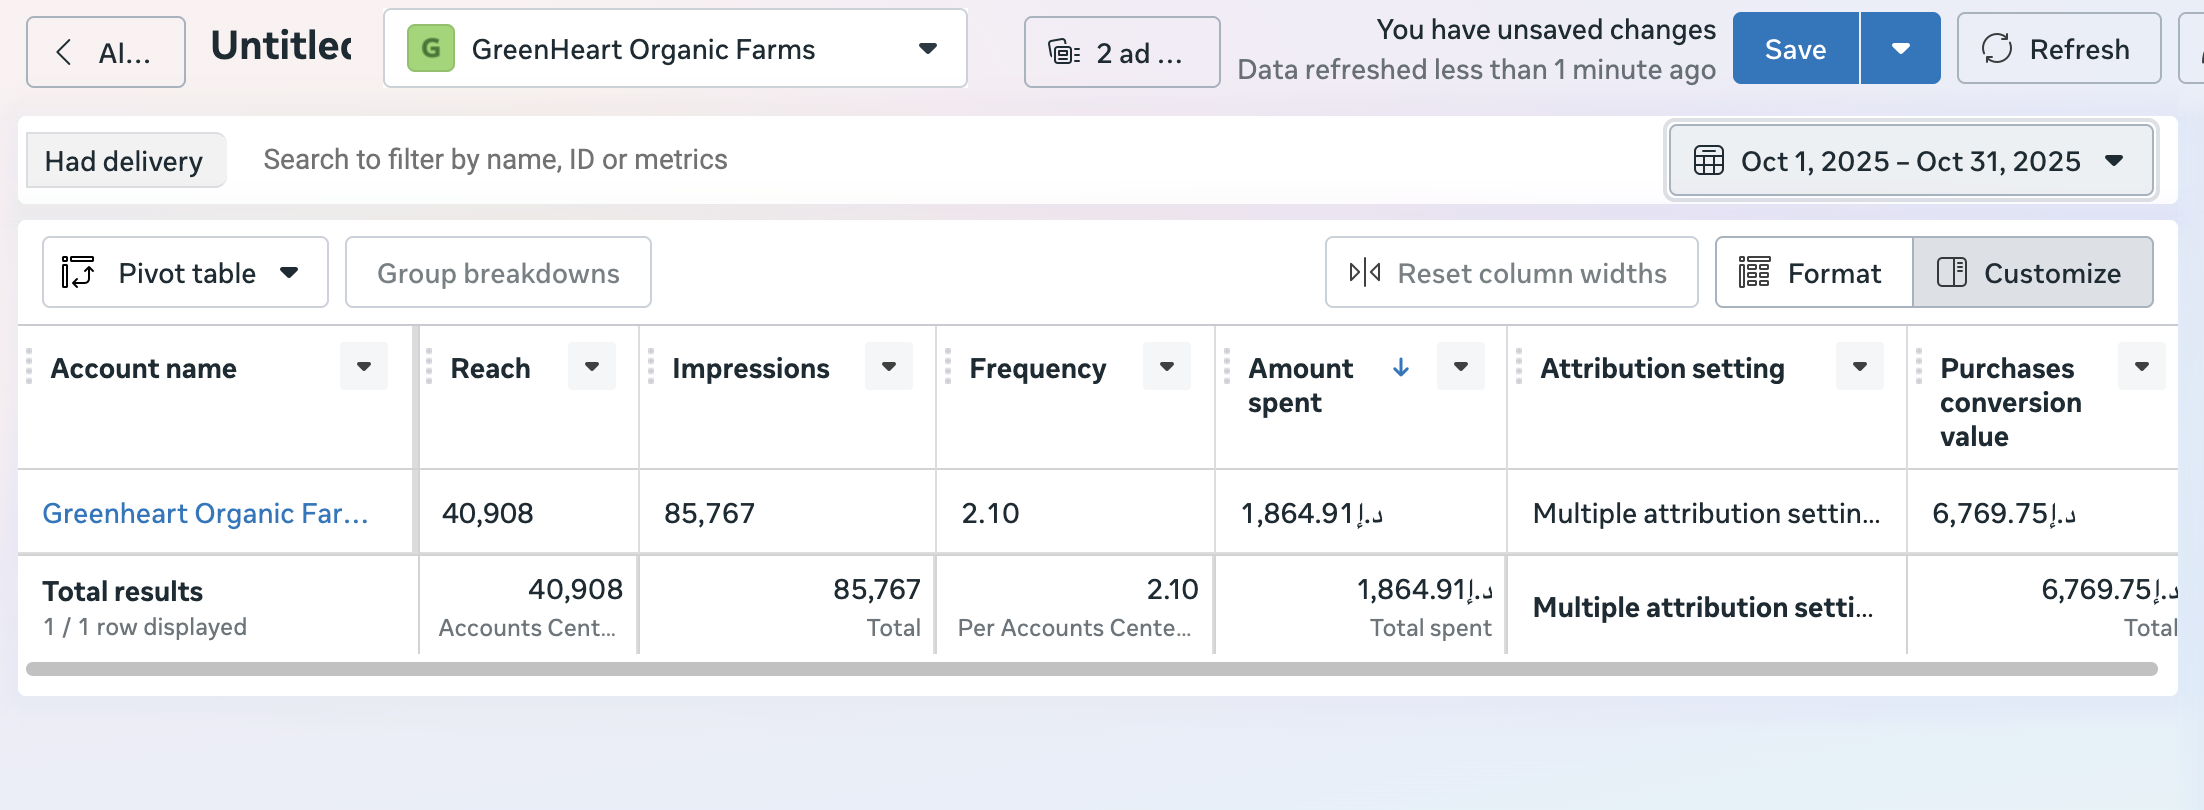 Al...
Untitlec
G
GreenHeart Organic Farms
2 ad ...
You have unsaved changes
Data refreshed less than 1 minute ago
Save
Refresh
Had delivery
Search to filter by name, ID or metrics
Oct 1, 2025 – Oct 31, 2025
Pivot table
Group breakdowns
Reset column widths
Format
Customize
Account name
Reach
Impressions
Frequency
Amount spent
Attribution setting
Purchases conversion value
Greenheart Organic Far...
40,908
85,767
2.10
1,864.91د.إ
Multiple attribution settin...
6,769.75د.إ
Total results
1 / 1 row displayed
40,908
Accounts Cent...
85,767
Total
2.10
Per Accounts Cente...
1,864.91د.إ
Total spent
Multiple attribution setti...
6,769.75د.إ
Total